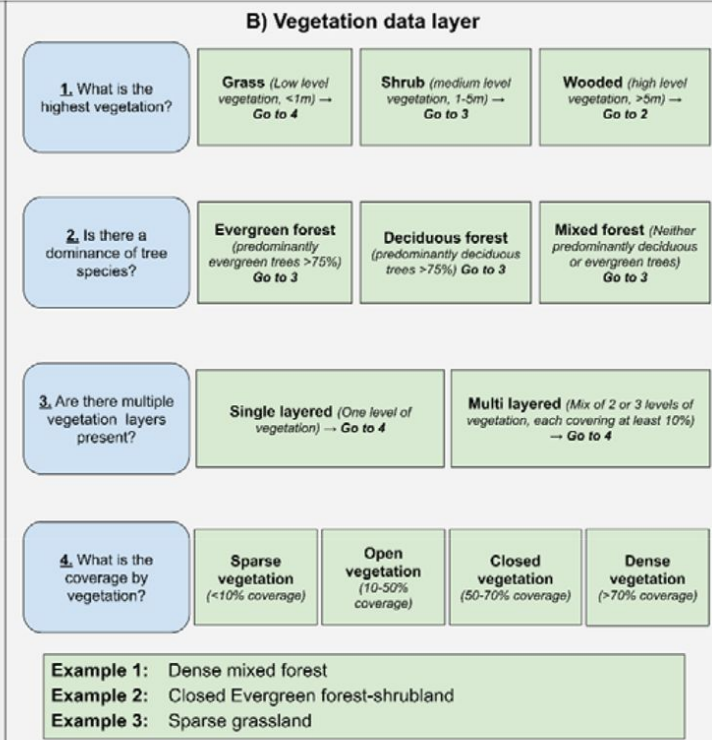 B) Vegetation data layer
1. What is the
highest vegetation?
Grass (Low level
vegetation, <1m) →
Go to 4
Shrub (medium level
vegetation, 1-5m) →
Go to 3
Wooded (high level
vegetation, >5m) →
Go to 2
2. Is there a
dominance of tree
species?
Evergreen forest
(predominantly
evergreen trees >75%)
Go to 3
Deciduous forest
(predominantly deciduous
trees >75%) Go to 3
Mixed forest (Neither
predominantly deciduous
or evergreen trees)
Go to 3
3. Are there multiple
vegetation layers
present?
Single layered (One level of
vegetation) → Go to 4
Multi layered (Mix of 2 or 3 levels of
vegetation, each covering at least 10%)
→ Go to 4
4. What is the
coverage by
vegetation?
Sparse
vegetation
(<10% coverage)
Open
vegetation
(10-50%
coverage)
Closed
vegetation
(50-70% coverage)
Dense
vegetation
(>70% coverage)
Example 1: Dense mixed forest
Example 2: Closed Evergreen forest-shrubland
Example 3: Sparse grassland